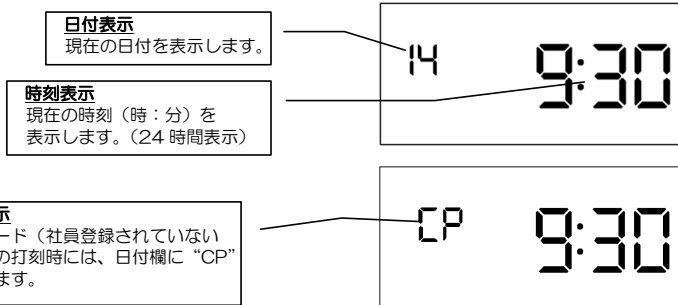 日付表示
現在の日付を表示します。
14 9:30
時刻表示
現在の時刻（時：分）を
表示します。（24 時間表示）
示
ード（社員登録されていない
の打刻時には、日付欄に “CP”
ます。
CP 9:30